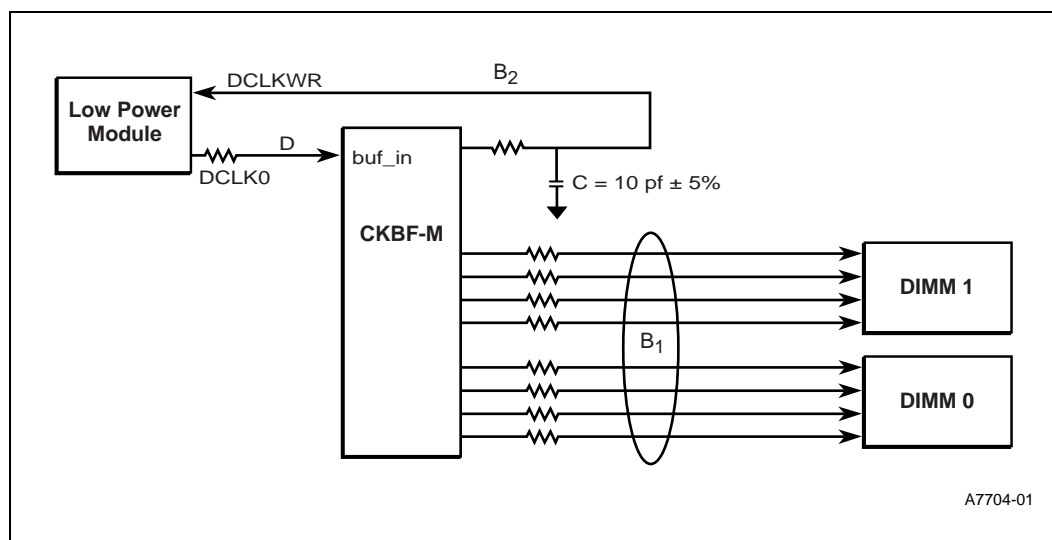 DCLKWR
B2
Low Power
Module
D
DCLK0
buf_in
C = 10 pf ± 5%
CKBF-M
DIMM 1
B1
DIMM 0
A7704-01